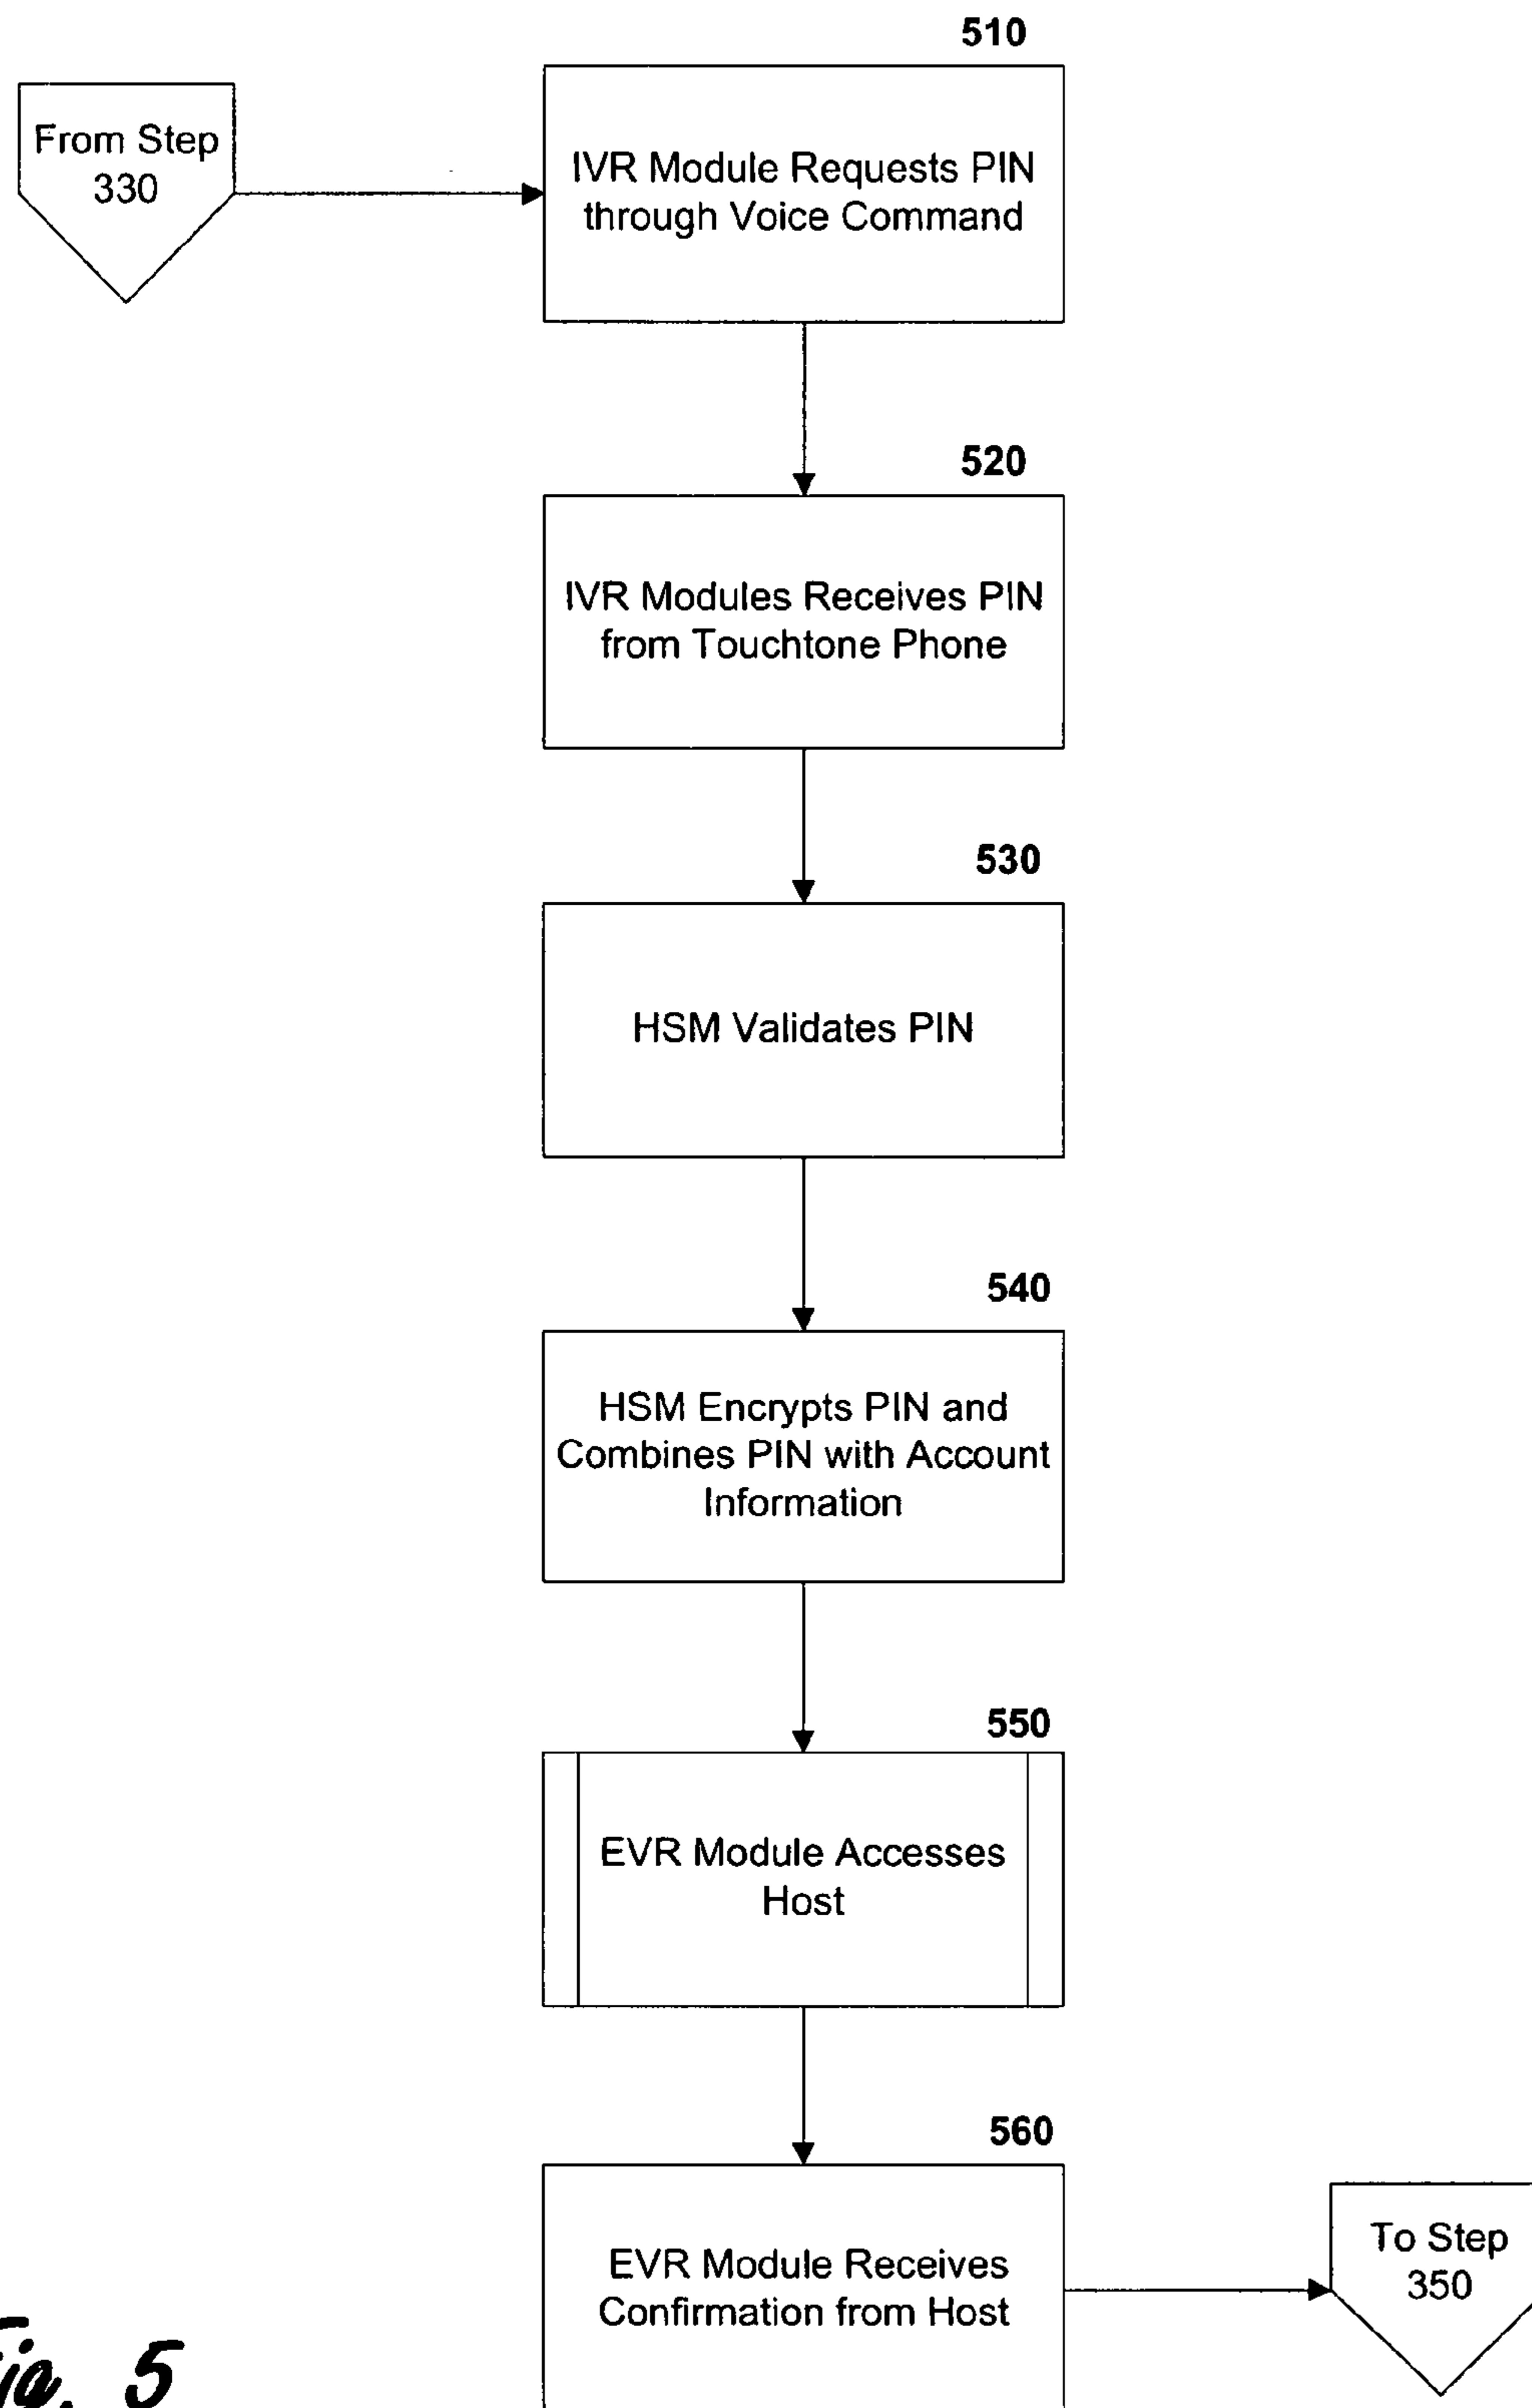 510
From Step
330
IVR Module Requests PIN
through Voice Command
520
IVR Modules Receives PIN
from Touchtone Phone
530
HSM Validates PIN
540
HSM Encrypts PIN and
Combines PIN with Account
Information
550
EVR Module Accesses
Host
560
EVR Module Receives
Confirmation from Host
To Step
350
Fig. 5